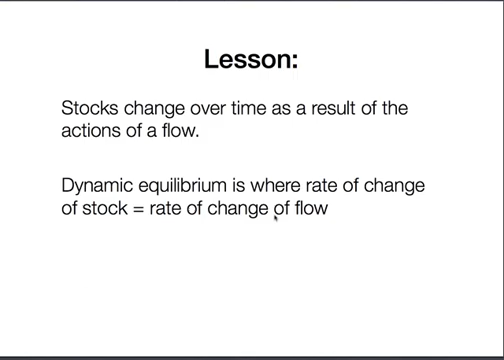 Lesson:
Stocks change over time as a result of the
actions of a flow.
Dynamic equilibrium is where rate of change
of stock = rate of change of flow